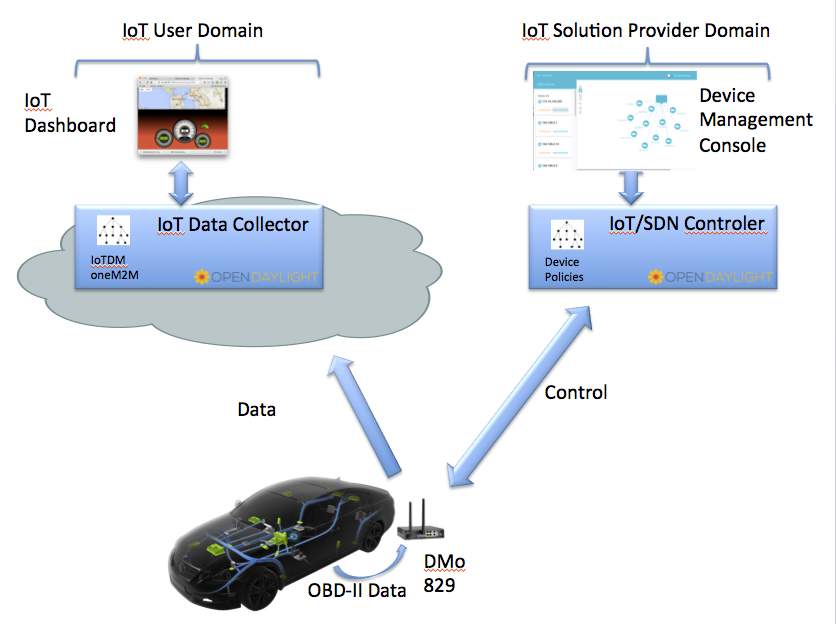 IoT User Domain
IoT Solution Provider Domain
IoT
Dashboard
Device
Management
Console
IoT Data Collector
IoTDM
oneM2M
OPENDAYLIGHT
IoT/SDN Controler
Device
Policies
OPENDAYLIGHT
Data
Control
DMo
829
OBD-II Data